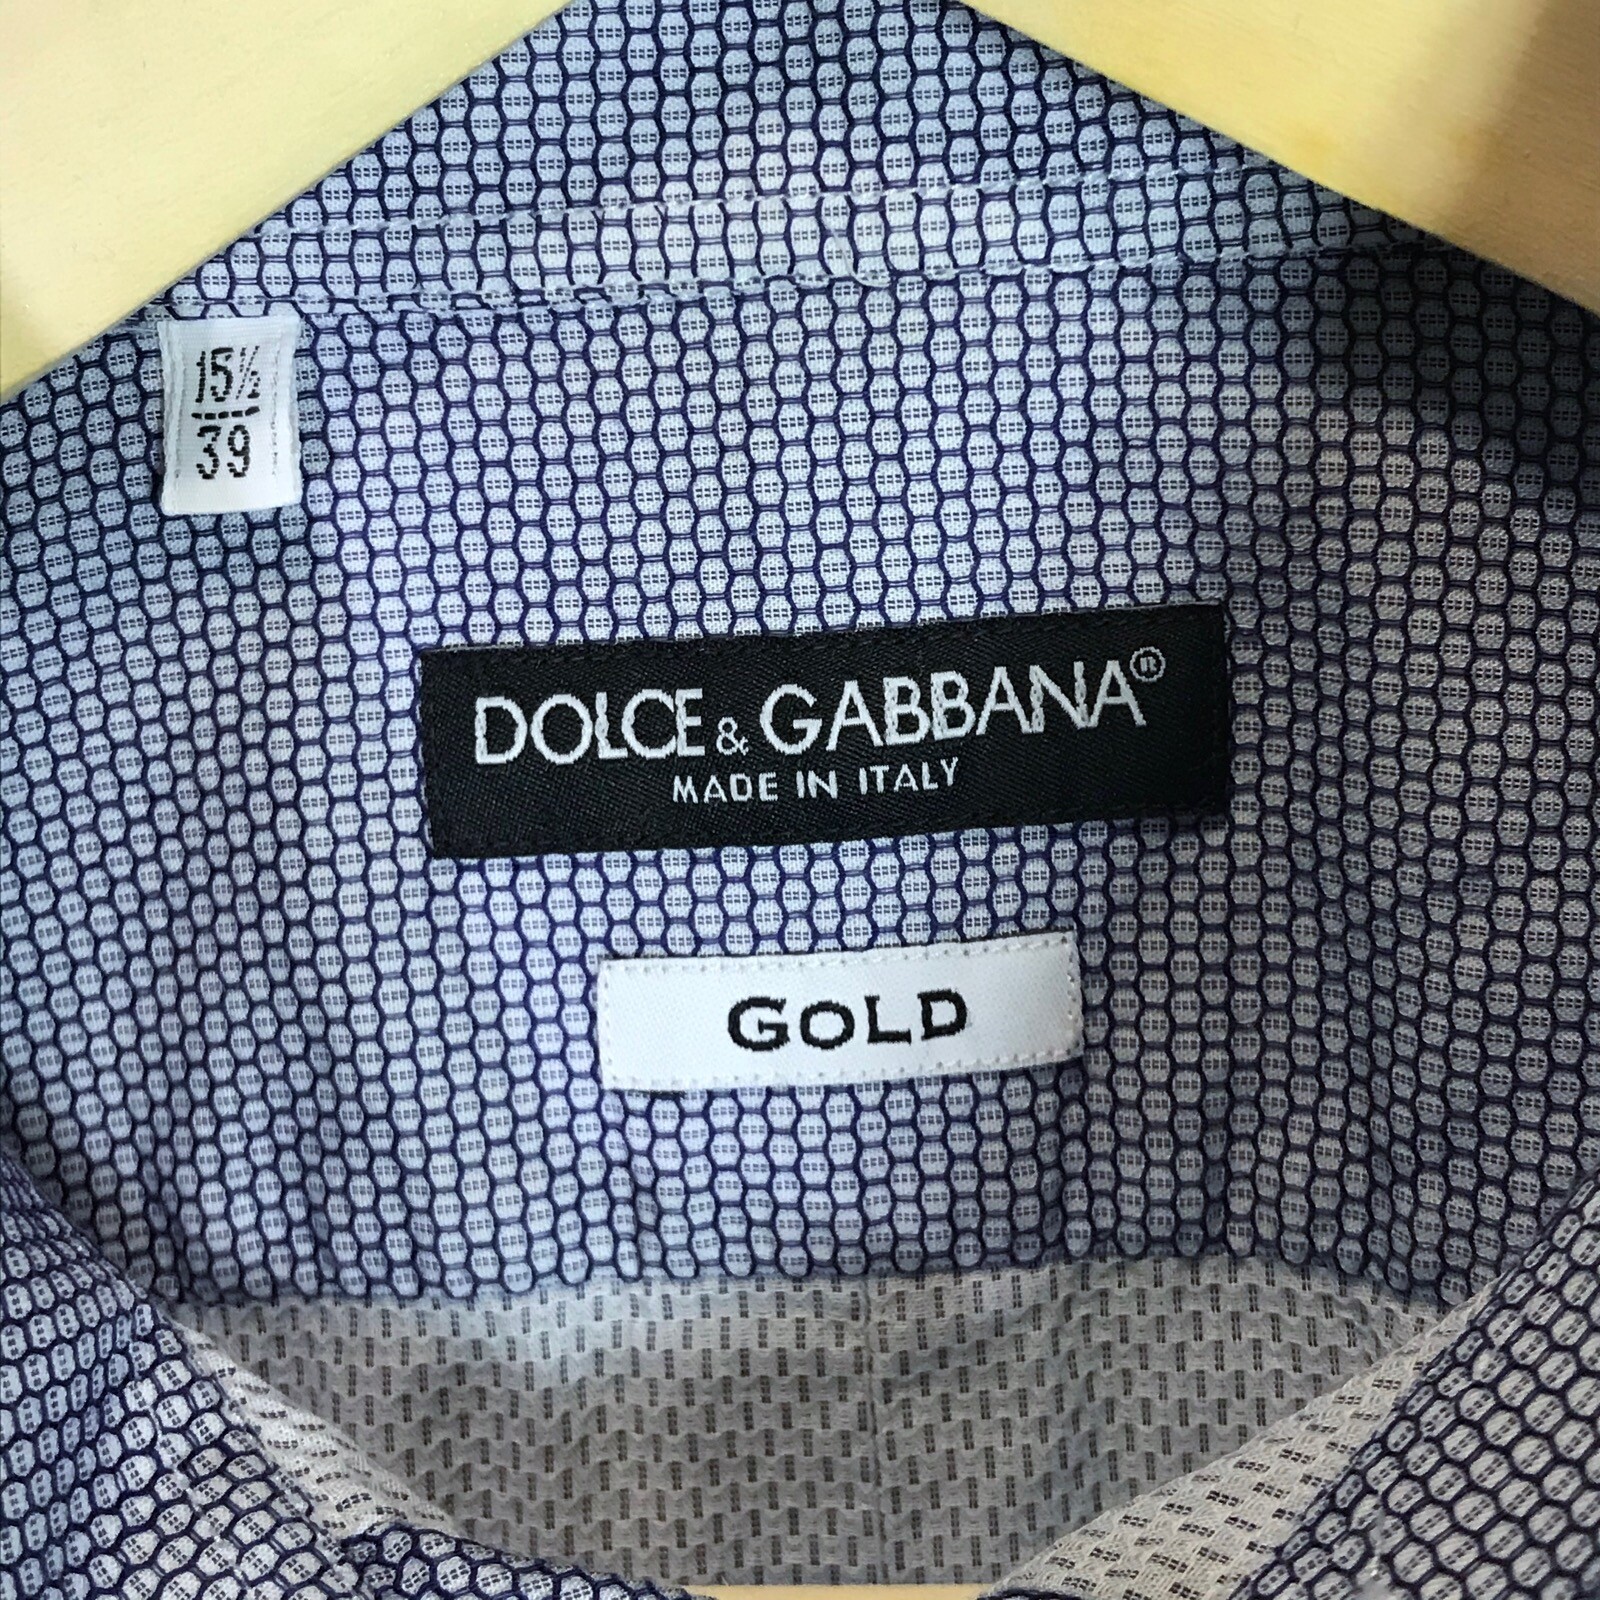 15½
39
DOLCE & GABBANA®
MADE IN ITALY
GOLD